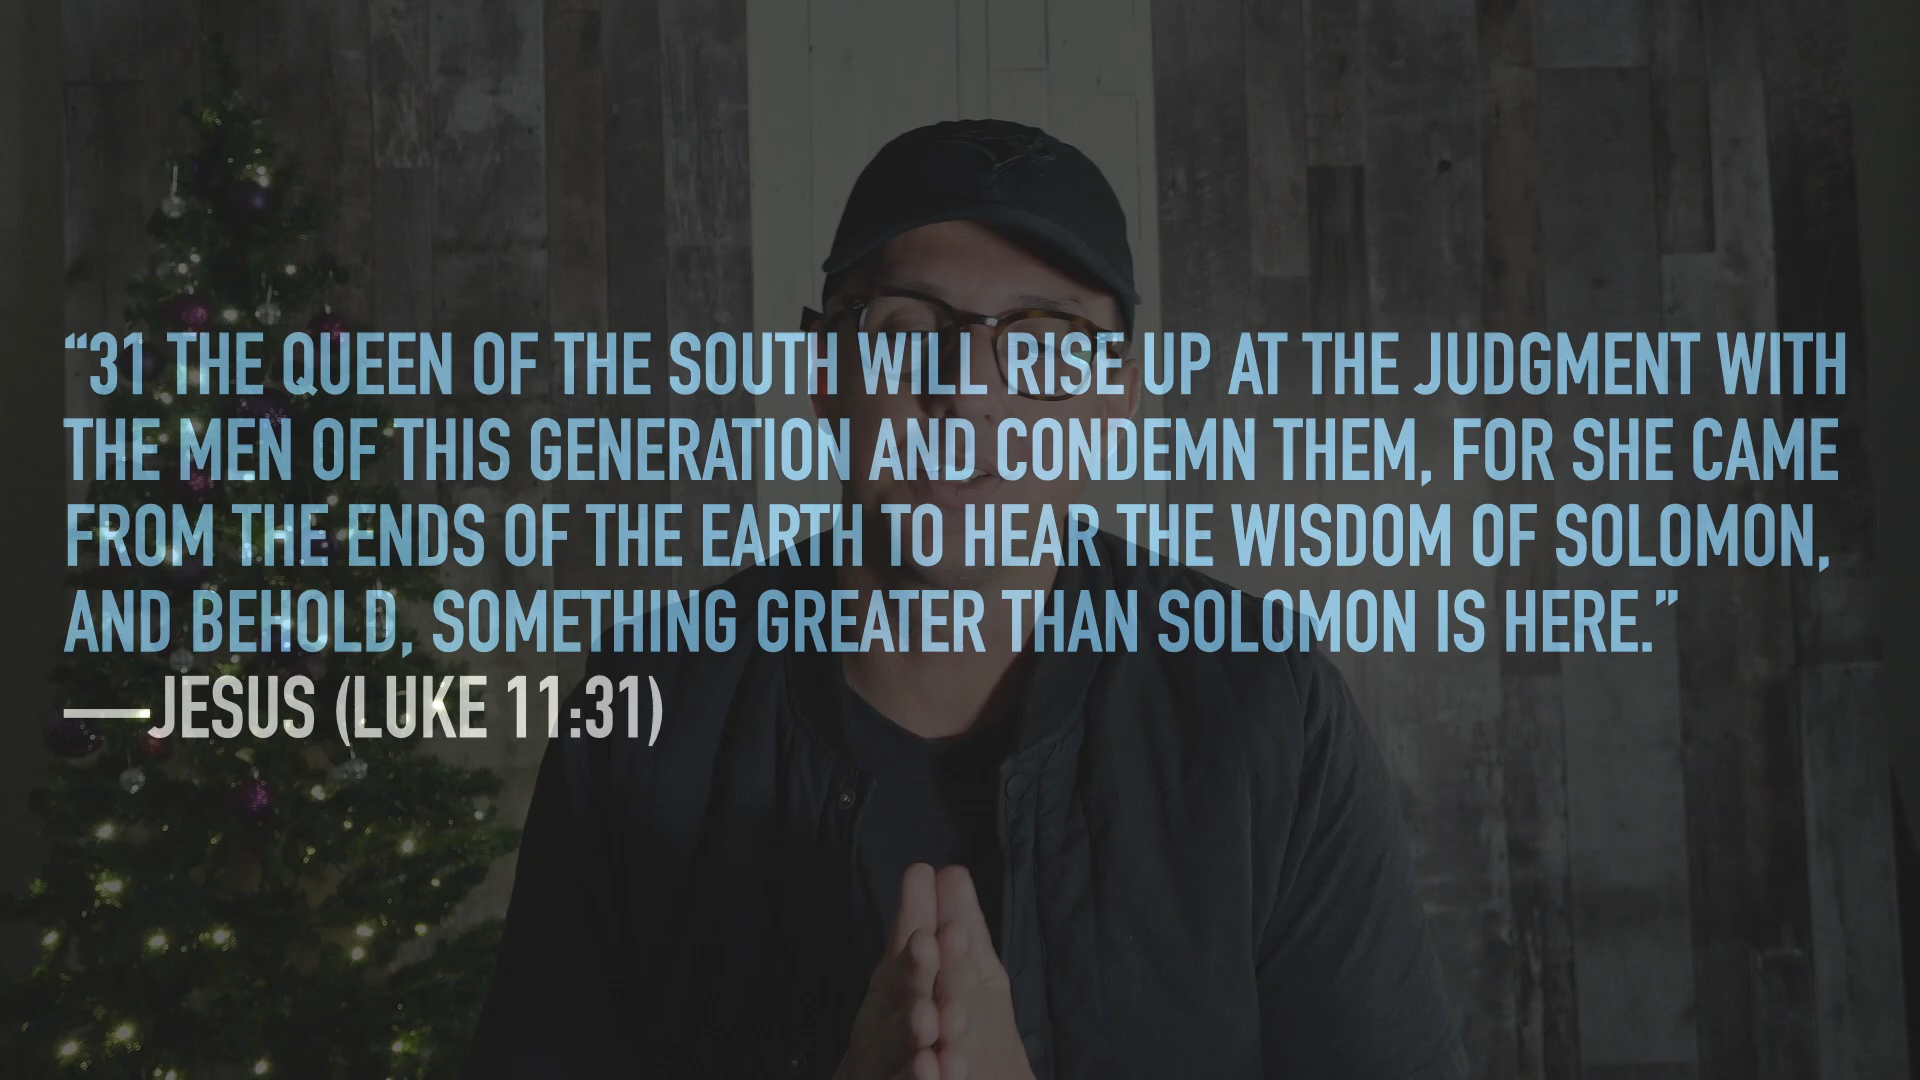 “31 THE QUEEN OF THE SOUTH WILL RISE UP AT THE JUDGMENT WITH
THE MEN OF THIS GENERATION AND CONDEMN THEM, FOR SHE CAME
FROM THE ENDS OF THE EARTH TO HEAR THE WISDOM OF SOLOMON,
AND BEHOLD, SOMETHING GREATER THAN SOLOMON IS HERE.”
—JESUS (LUKE 11:31)